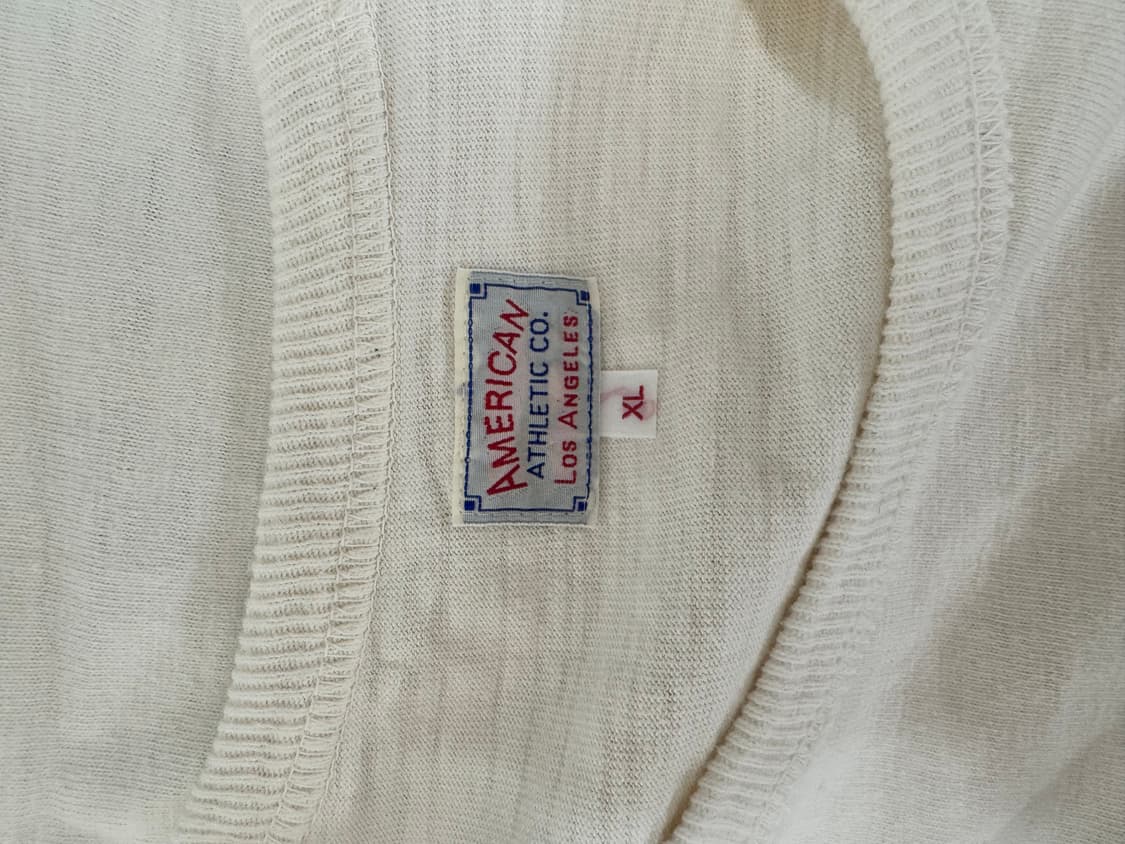 AMERICAN
ATHLETIC CO.
LOS ANGELES
XL